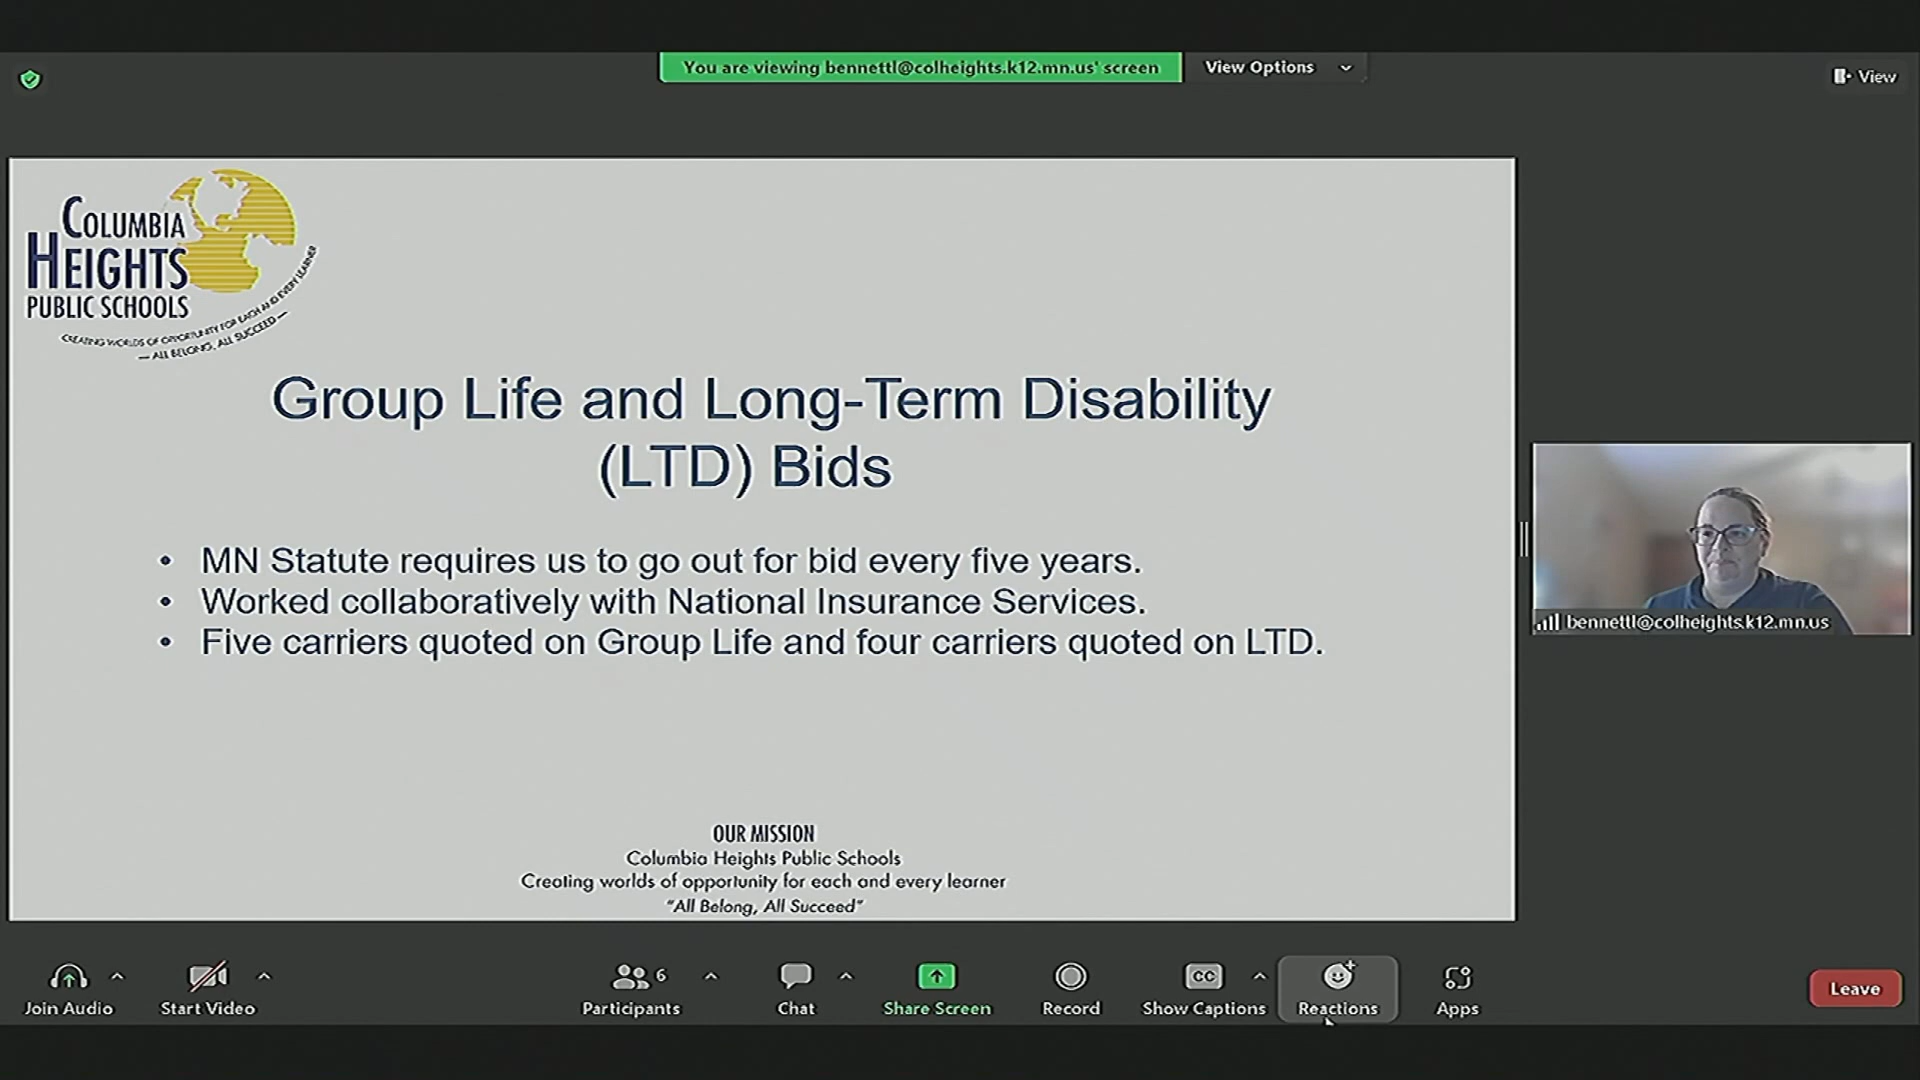 You are viewing bennettl@colheights.k12.mn.us' screen
View Options
View
COLUMBIA
HEIGHTS
PUBLIC SCHOOLS
CREATING WORLDS OF OPPORTUNITY FOR EACH AND EVERY LEARNER
— ALL BELONG, ALL SUCCEED —
Group Life and Long-Term Disability
(LTD) Bids
• MN Statute requires us to go out for bid every five years.
• Worked collaboratively with National Insurance Services.
• Five carriers quoted on Group Life and four carriers quoted on LTD.
bennettl@colheights.k12.mn.us
OUR MISSION
Columbia Heights Public Schools
Creating worlds of opportunity for each and every learner
"All Belong, All Succeed"
Join Audio
Start Video
6
Participants
Chat
Share Screen
Record
CC
Show Captions
Reactions
Apps
Leave